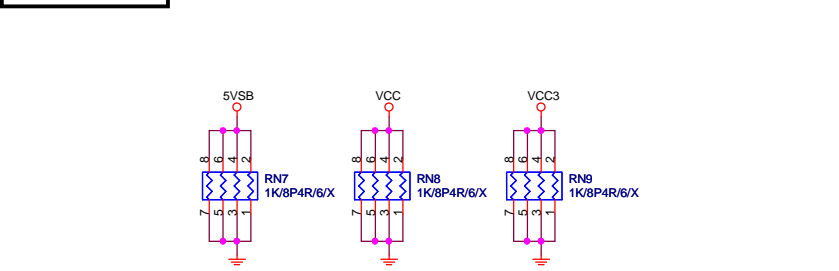 5VSB VCC VCC3
8 6 4 2 8 6 4 2 8 6 4 2
RN7 RN8 RN9
1K/8P4R/6/X 1K/8P4R/6/X 1K/8P4R/6/X
7 5 3 1 7 5 3 1 7 5 3 1